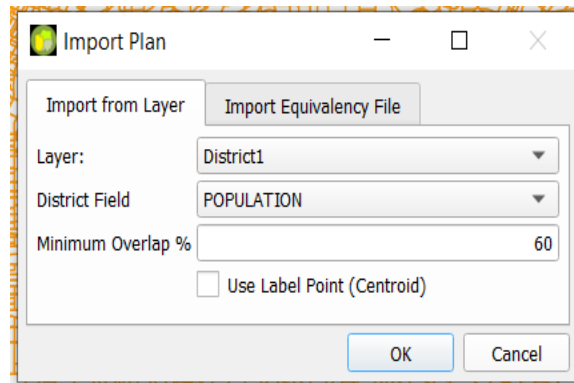 Import Plan
Import from Layer Import Equivalency File
Layer: District1
District Field POPULATION
Minimum Overlap % 60
Use Label Point (Centroid)
OK Cancel